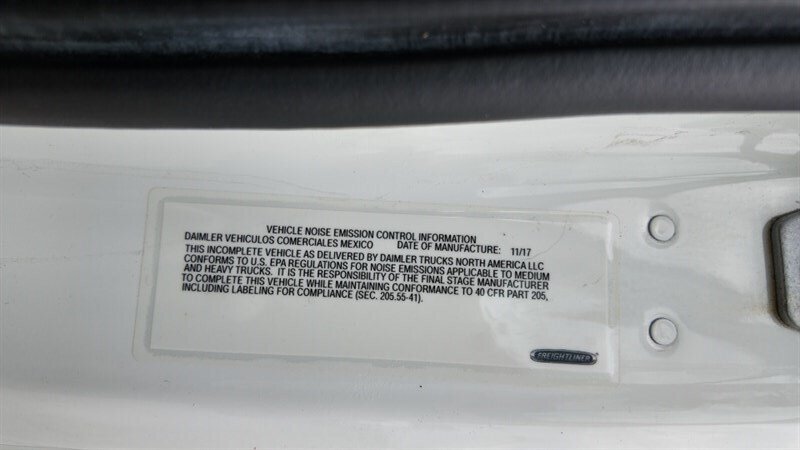 VEHICLE NOISE EMISSION CONTROL INFORMATION
DAIMLER VEHICULOS COMERCIALES MEXICO DATE OF MANUFACTURE: 11/17
THIS INCOMPLETE VEHICLE AS DELIVERED BY DAIMLER TRUCKS NORTH AMERICA LLC
CONFORMS TO U.S. EPA REGULATIONS FOR NOISE EMISSIONS APPLICABLE TO MEDIUM
AND HEAVY TRUCKS. IT IS THE RESPONSIBILITY OF THE FINAL STAGE MANUFACTURER
TO COMPLETE THIS VEHICLE WHILE MAINTAINING CONFORMANCE TO 40 CFR PART 205,
INCLUDING LABELING FOR COMPLIANCE (SEC. 205.55-41).
FREIGHTLINER